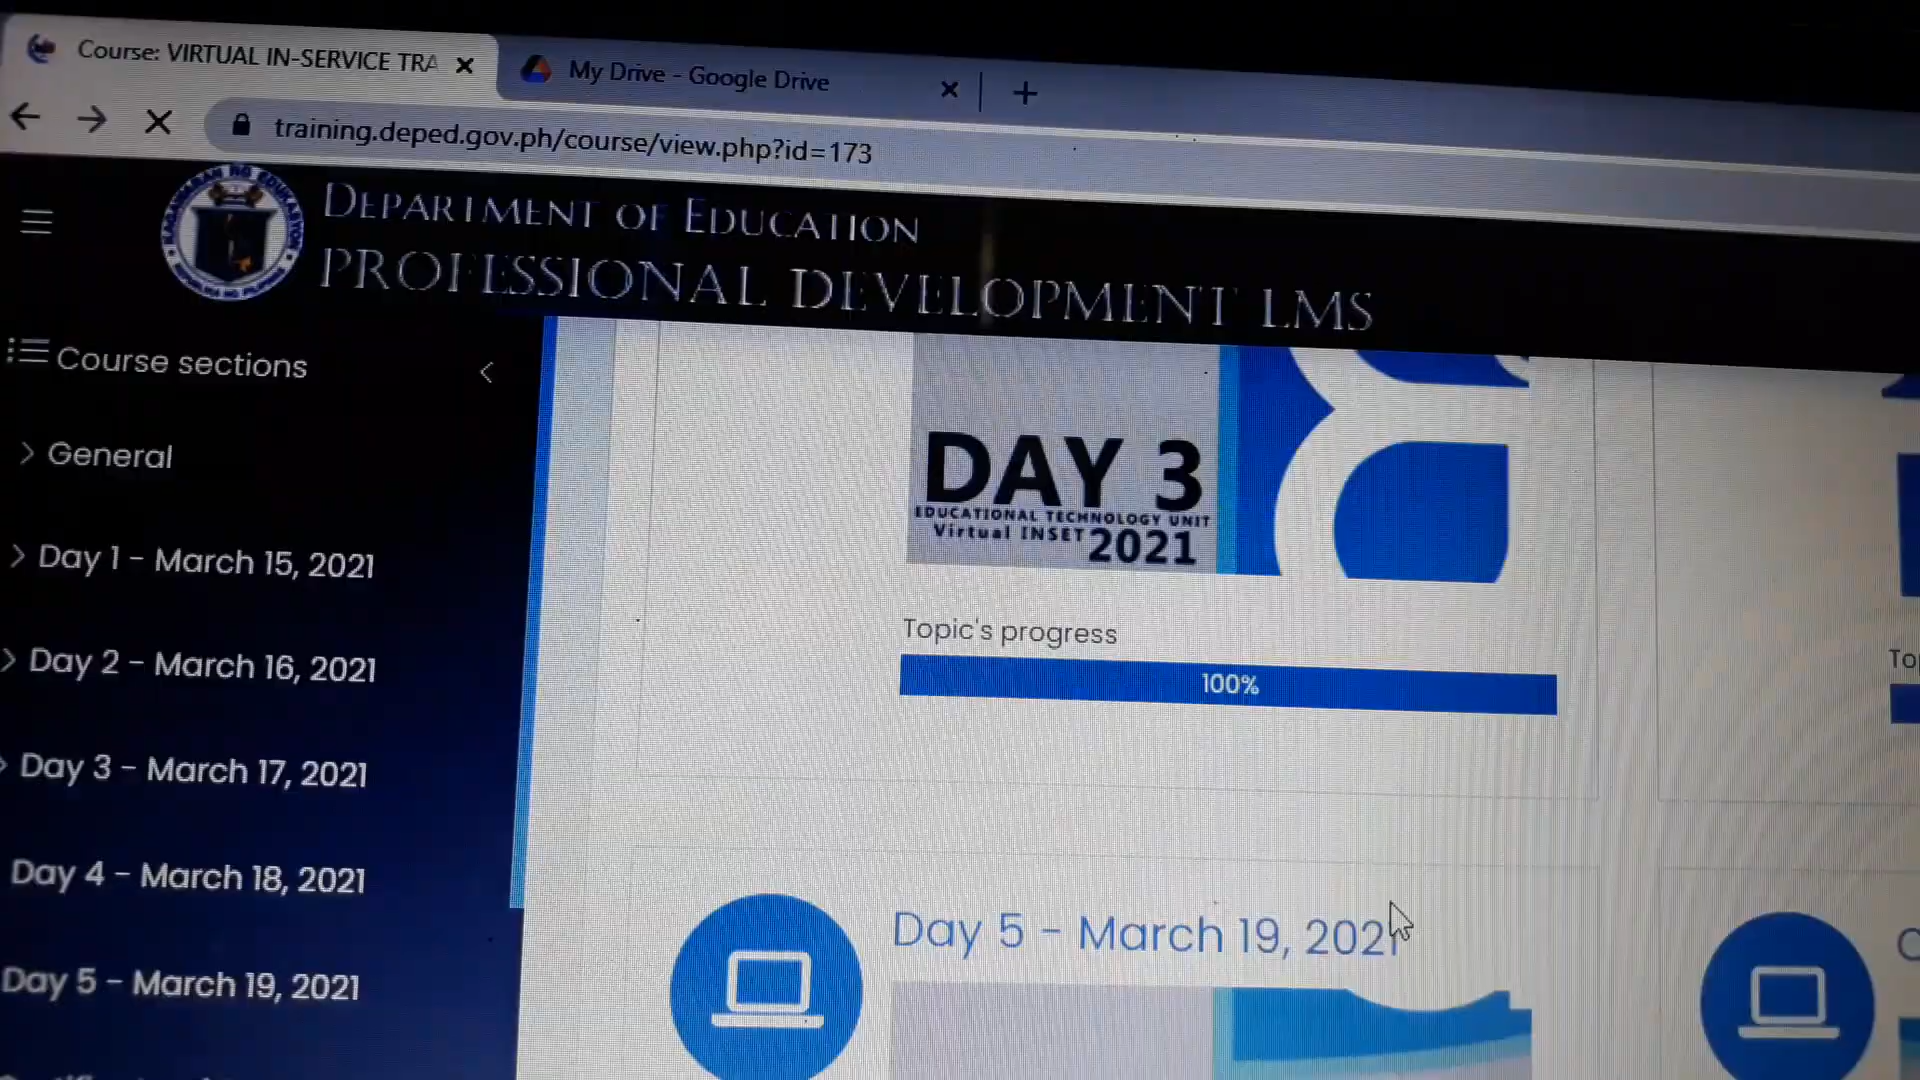 Course: VIRTUAL IN-SERVICE TRA
My Drive - Google Drive
training.deped.gov.ph/course/view.php?id=173
DEPARTMENT OF EDUCATION
PROFESSIONAL DEVELOPMENT LMS
Course sections
General
Day 1 - March 15, 2021
Day 2 - March 16, 2021
Day 3 - March 17, 2021
Day 4 - March 18, 2021
Day 5 - March 19, 2021
DAY 3
EDUCATIONAL TECHNOLOGY UNIT
Virtual INSET 2021
Topic's progress
100%
To
Day 5 - March 19, 2021